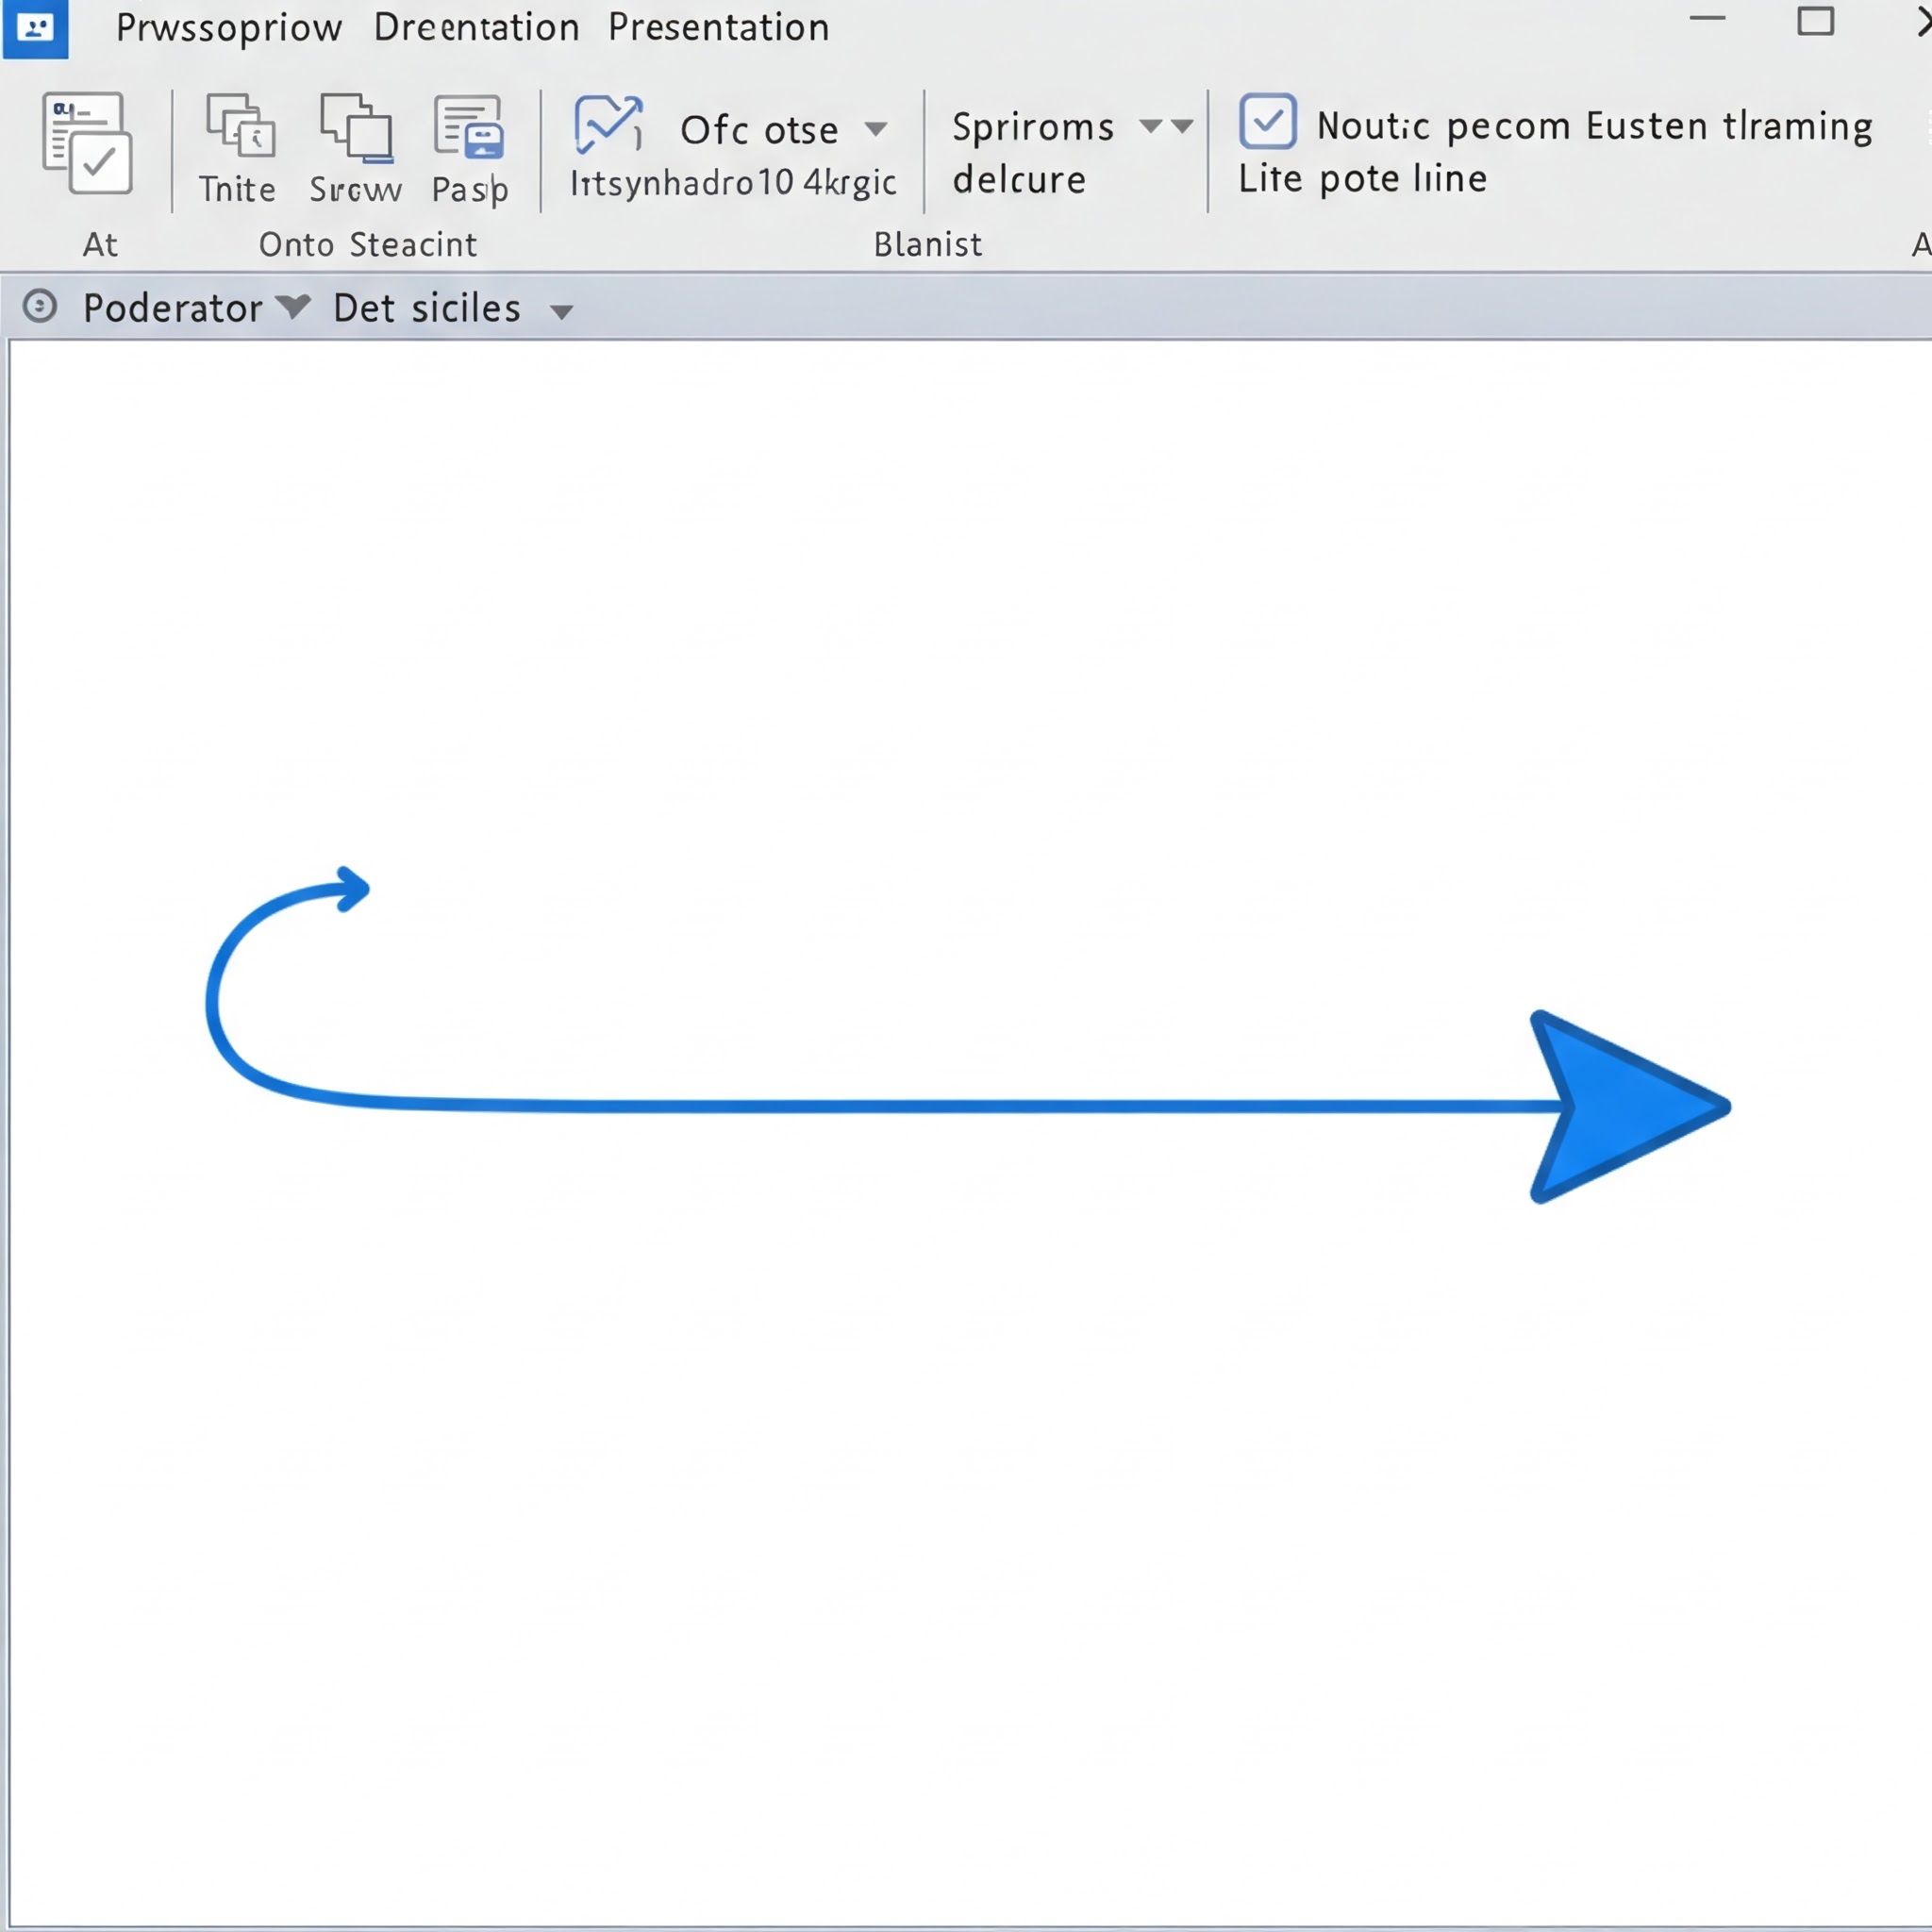 Prwssopriow Dreentation Presentation
Ofc otse
Spriroms
Noutic pecom Eusten tlraming
Tnite Srcwv Pasp
Irtsynhadro10 4krgic
delcure
Lite pote liine
At
Onto Steacint
Blanist
A
Poderator Det siciles